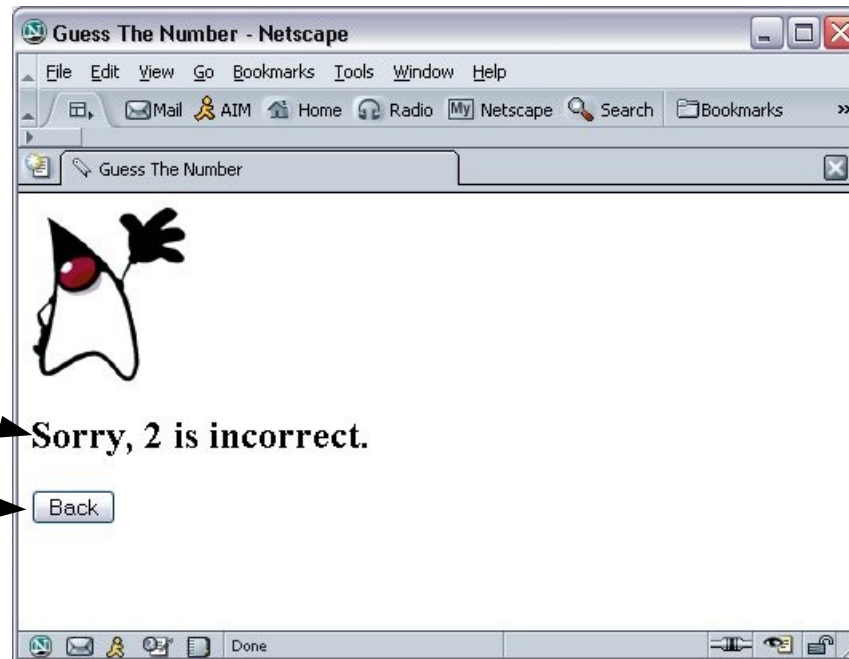 Guess The Number - Netscape
File Edit View Go Bookmarks Tools Window Help
Mail AIM Home Radio My Netscape Search Bookmarks »
Guess The Number
Sorry, 2 is incorrect.
Back
Done